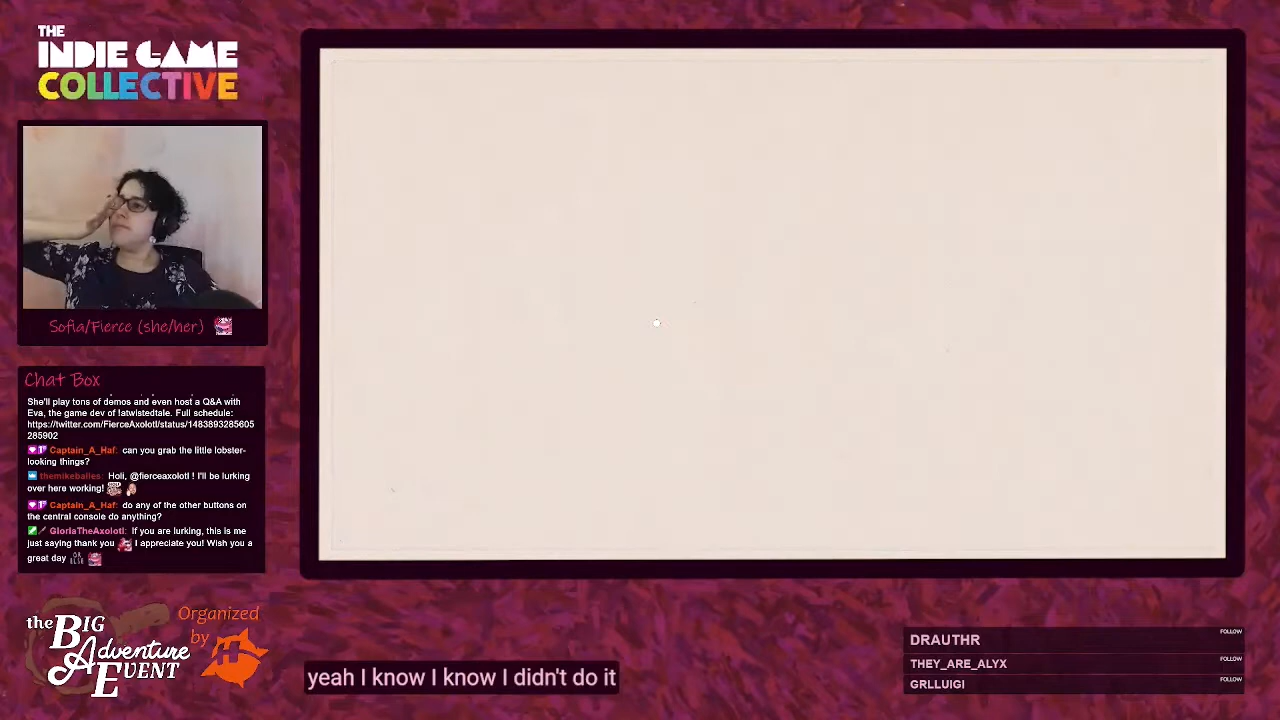 THE
INDIE GAME
COLLECTIVE
Sofia/Fierce (she/her)
Chat Box
She'll play tons of demos and even host a Q&A with
Eva, the game dev of !atwistedtale. Full schedule:
https://twitter.com/FierceAxolotl/status/1483893285605
285902
Captain_A_Haf: can you grab the little lobster-
looking things?
themikeballes: Holi, @fierceaxolotl ! I'll be lurking
over here working!
Captain_A_Haf: do any of the other buttons on
the central console do anything?
GloriaTheAxolotl: If you are lurking, this is me
just saying thank you I appreciate you! Wish you a
great day OR ELSE
the BIG
Adventure
EVENT
Organized
by
H
yeah I know I know I didn't do it
DRAUTHR FOLLOW
THEY_ARE_ALYX FOLLOW
GRLLUIGI FOLLOW